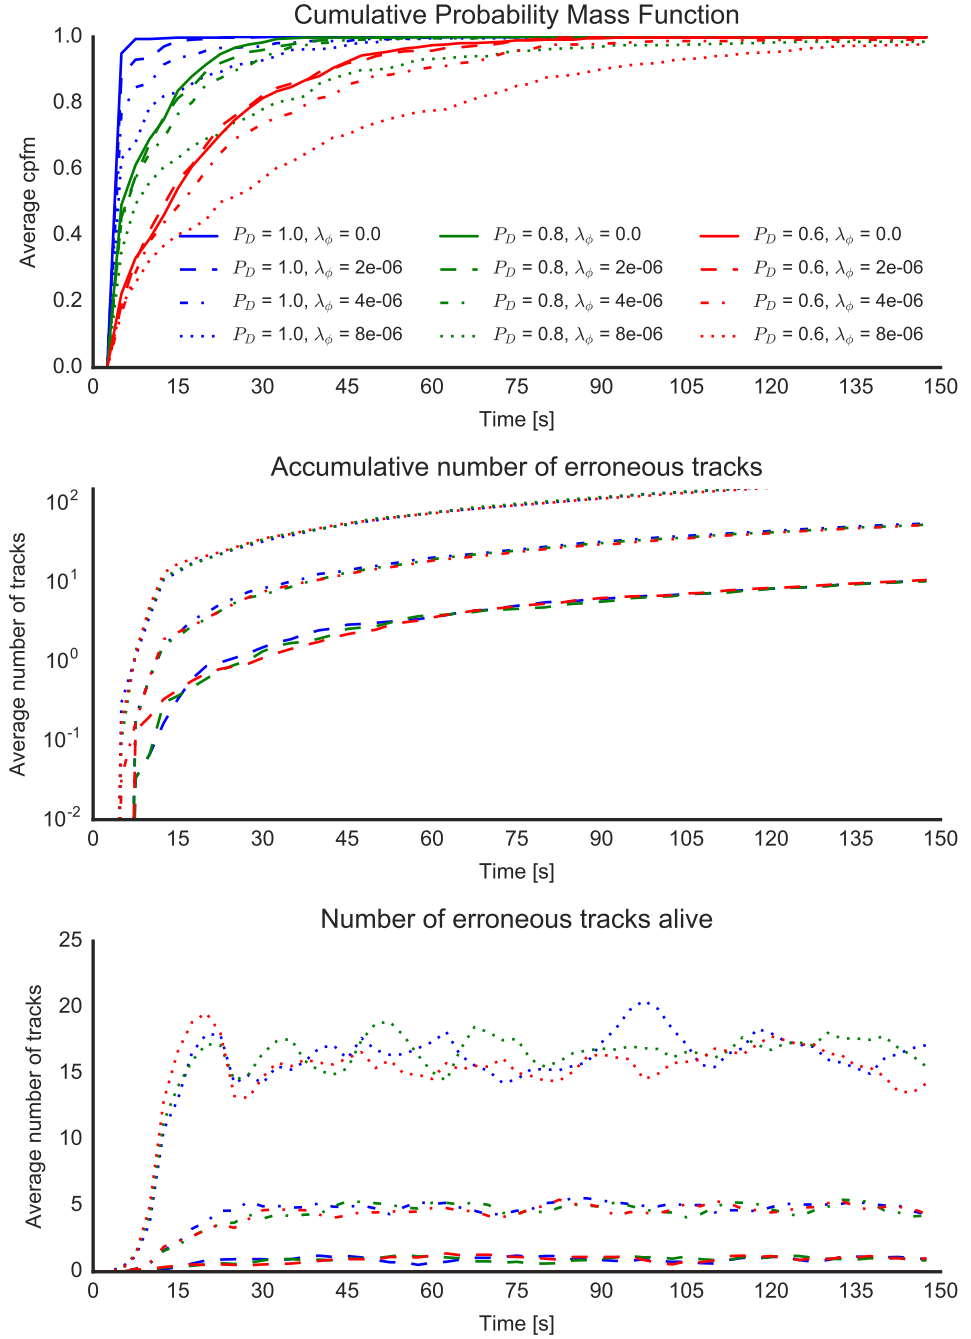 Cumulative Probability Mass Function
1.0
0.8
0.6
0.4
0.2
0.0
Average cpfm
P_D = 1.0, λ_ϕ = 0.0
P_D = 0.8, λ_ϕ = 0.0
P_D = 0.6, λ_ϕ = 0.0
P_D = 1.0, λ_ϕ = 2e-06
P_D = 0.8, λ_ϕ = 2e-06
P_D = 0.6, λ_ϕ = 2e-06
P_D = 1.0, λ_ϕ = 4e-06
P_D = 0.8, λ_ϕ = 4e-06
P_D = 0.6, λ_ϕ = 4e-06
P_D = 1.0, λ_ϕ = 8e-06
P_D = 0.8, λ_ϕ = 8e-06
P_D = 0.6, λ_ϕ = 8e-06
0 15 30 45 60 75 90 105 120 135 150
Time [s]
Accumulative number of erroneous tracks
10^2
10^1
10^0
10^-1
10^-2
Average number of tracks
0 15 30 45 60 75 90 105 120 135 150
Time [s]
Number of erroneous tracks alive
25
20
15
10
5
0
Average number of tracks
0 15 30 45 60 75 90 105 120 135 150
Time [s]